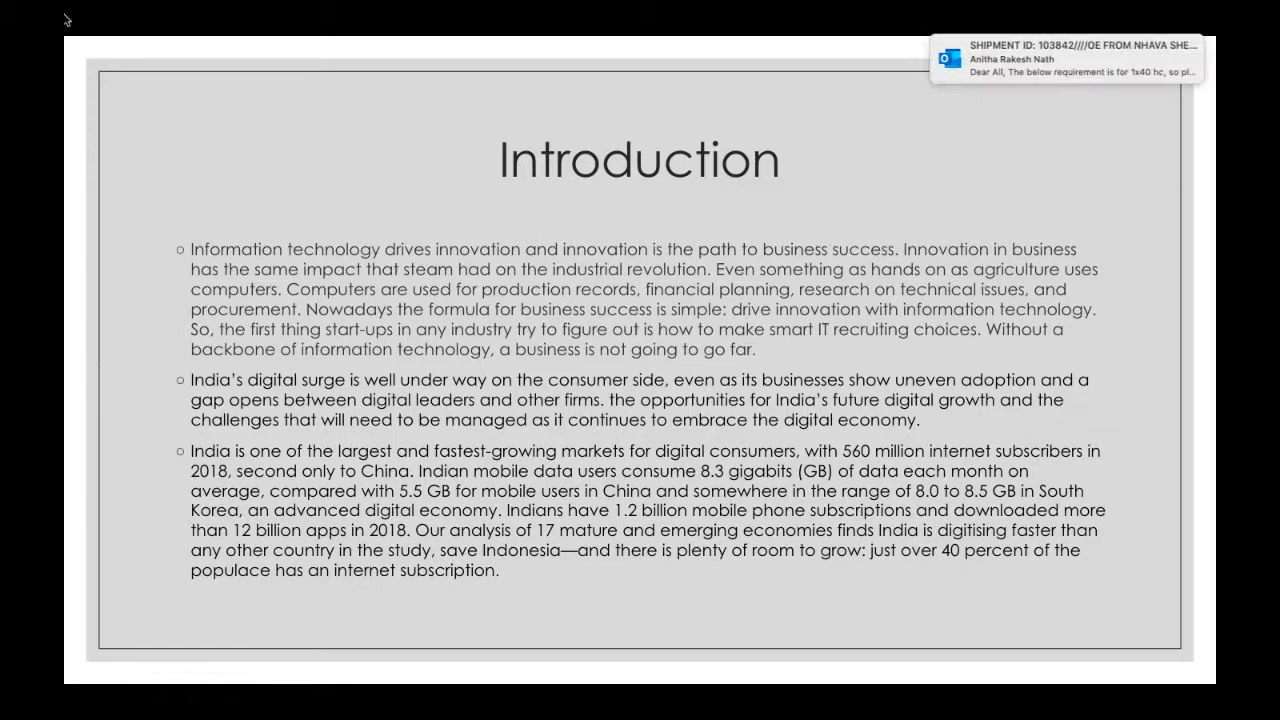 SHIPMENT ID: 103842////OE FROM NHAVA SHE...
Anitha Rakesh Nath
Dear All, The below requirement is for 1x40 hc, so pl...
Introduction
○ Information technology drives innovation and innovation is the path to business success. Innovation in business
has the same impact that steam had on the industrial revolution. Even something as hands on as agriculture uses
computers. Computers are used for production records, financial planning, research on technical issues, and
procurement. Nowadays the formula for business success is simple: drive innovation with information technology.
So, the first thing start-ups in any industry try to figure out is how to make smart IT recruiting choices. Without a
backbone of information technology, a business is not going to go far.
○ India’s digital surge is well under way on the consumer side, even as its businesses show uneven adoption and a
gap opens between digital leaders and other firms. the opportunities for India’s future digital growth and the
challenges that will need to be managed as it continues to embrace the digital economy.
○ India is one of the largest and fastest-growing markets for digital consumers, with 560 million internet subscribers in
2018, second only to China. Indian mobile data users consume 8.3 gigabits (GB) of data each month on
average, compared with 5.5 GB for mobile users in China and somewhere in the range of 8.0 to 8.5 GB in South
Korea, an advanced digital economy. Indians have 1.2 billion mobile phone subscriptions and downloaded more
than 12 billion apps in 2018. Our analysis of 17 mature and emerging economies finds India is digitising faster than
any other country in the study, save Indonesia—and there is plenty of room to grow: just over 40 percent of the
populace has an internet subscription.